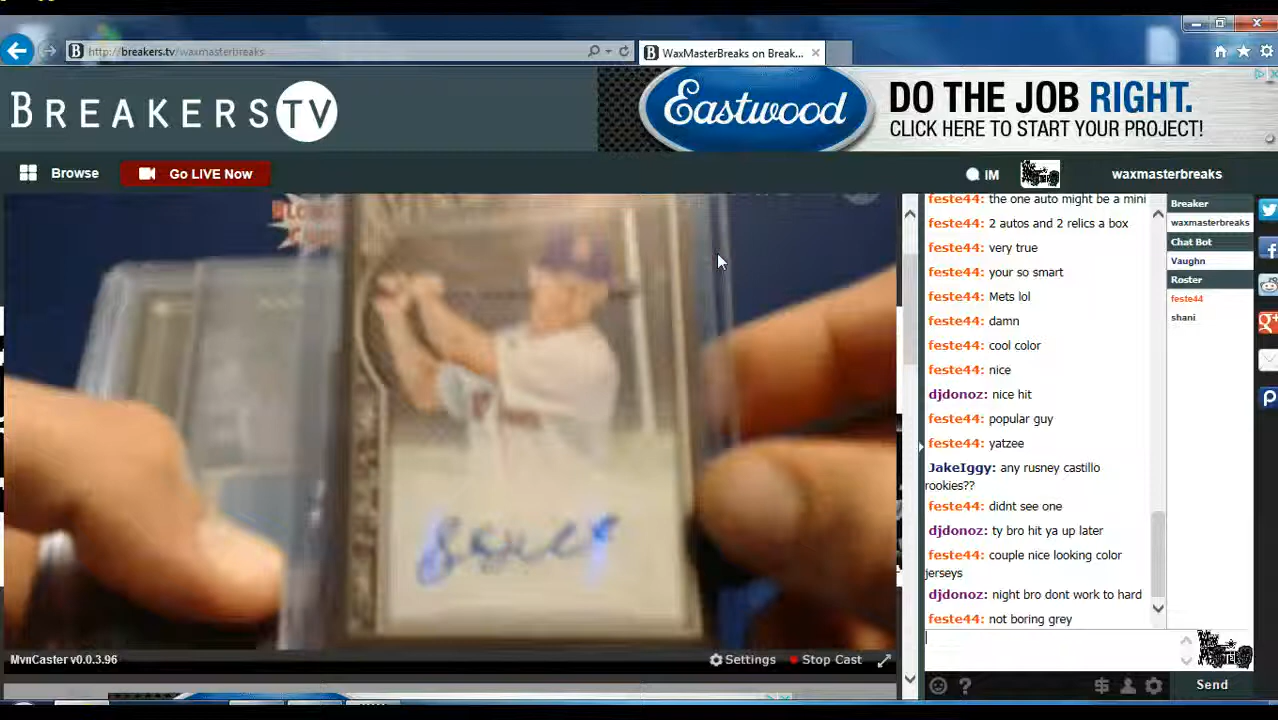 http://breakers.tv/waxmasterbreaks
WaxMasterBreaks on Break...
BREAKERS TV
Eastwood
DO THE JOB RIGHT.
CLICK HERE TO START YOUR PROJECT!
Browse
Go LIVE Now
IM
waxmasterbreaks
feste44: the one auto might be a mini
feste44: 2 autos and 2 relics a box
feste44: very true
feste44: your so smart
feste44: Mets lol
feste44: damn
feste44: cool color
feste44: nice
djdonoz: nice hit
feste44: popular guy
feste44: yatzee
JakeIggy: any rusney castillo
rookies??
feste44: didnt see one
djdonoz: ty bro hit ya up later
feste44: couple nice looking color
jerseys
djdonoz: night bro dont work to hard
feste44: not boring grey
Breaker
waxmasterbreaks
Chat Bot
Vaughn
Roster
feste44
shani
MvnCaster v0.0.3.96
Settings
Stop Cast
Send